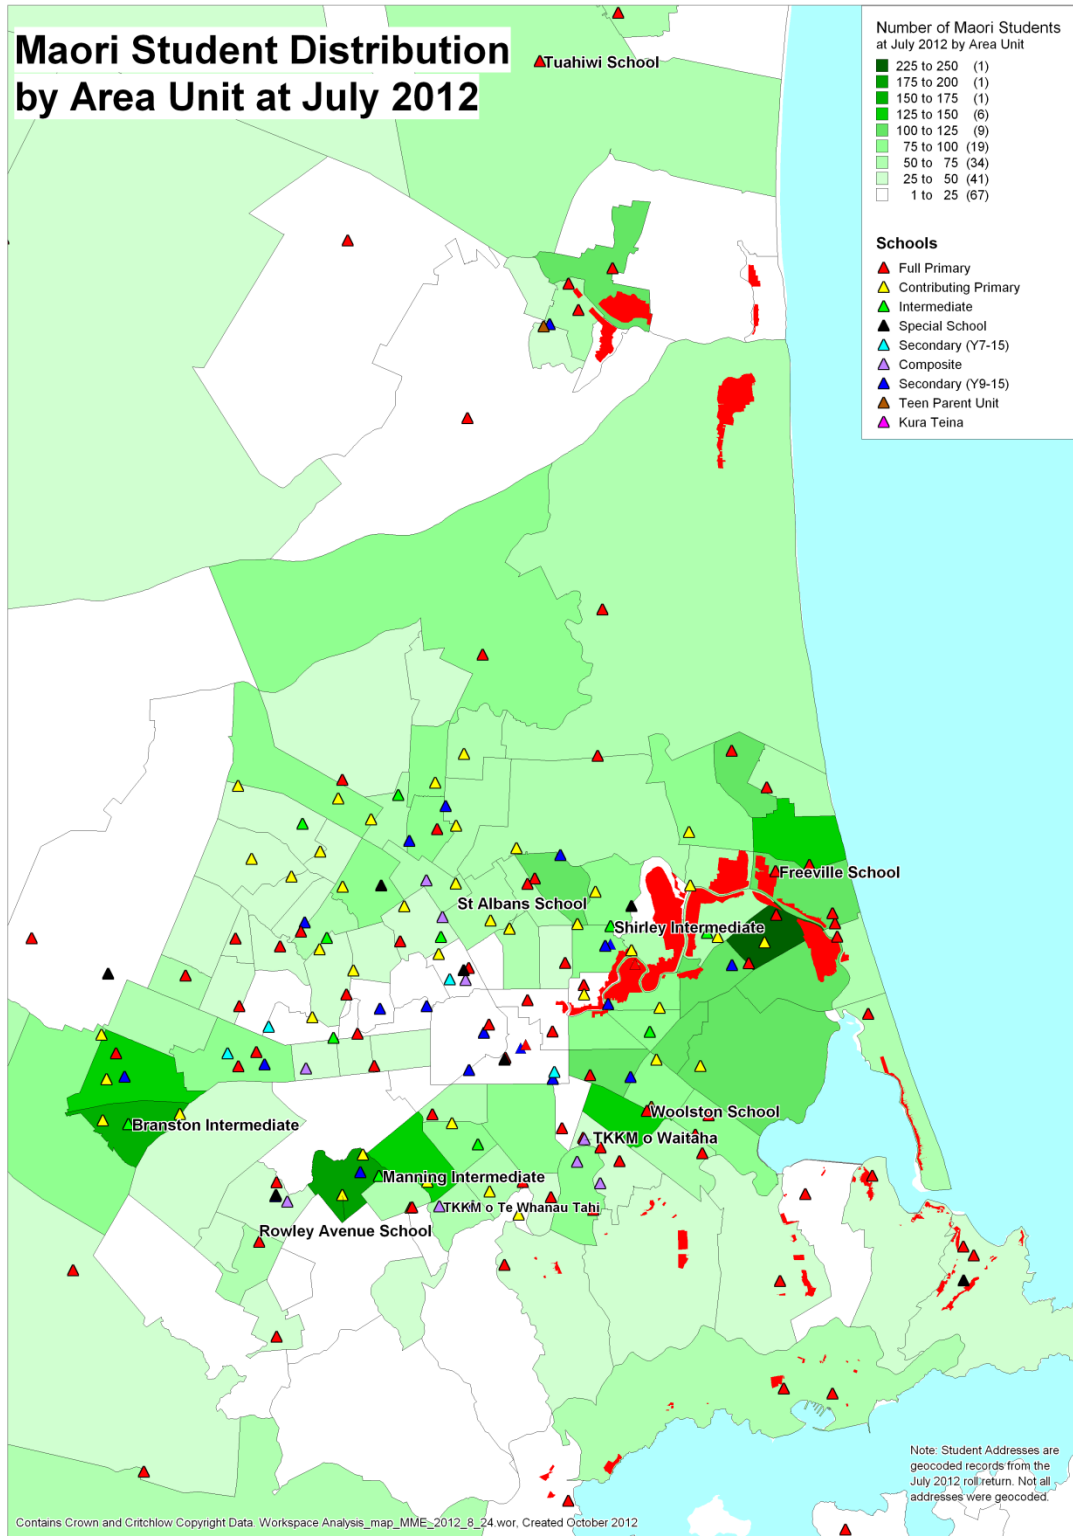 Maori Student Distribution
by Area Unit at July 2012
Number of Maori Students
at July 2012 by Area Unit
225 to 250 (1)
175 to 200 (1)
150 to 175 (1)
125 to 150 (6)
100 to 125 (9)
75 to 100 (19)
50 to 75 (34)
25 to 50 (41)
1 to 25 (67)
Schools
Full Primary
Contributing Primary
Intermediate
Special School
Secondary (Y7-15)
Composite
Secondary (Y9-15)
Teen Parent Unit
Kura Teina
Tuahiwi School
Freeville School
St Albans School
Shirley Intermediate
Woolston School
Branston Intermediate
TKKM o Waitaha
Manning Intermediate
TKKM o Te Whanau Tahi
Rowley Avenue School
Note: Student Addresses are
geocoded records from the
July 2012 roll return. Not all
addresses were geocoded.
Contains Crown and Critchlow Copyright Data. Workspace Analysis_map_MME_2012_8_24.wor, Created October 2012